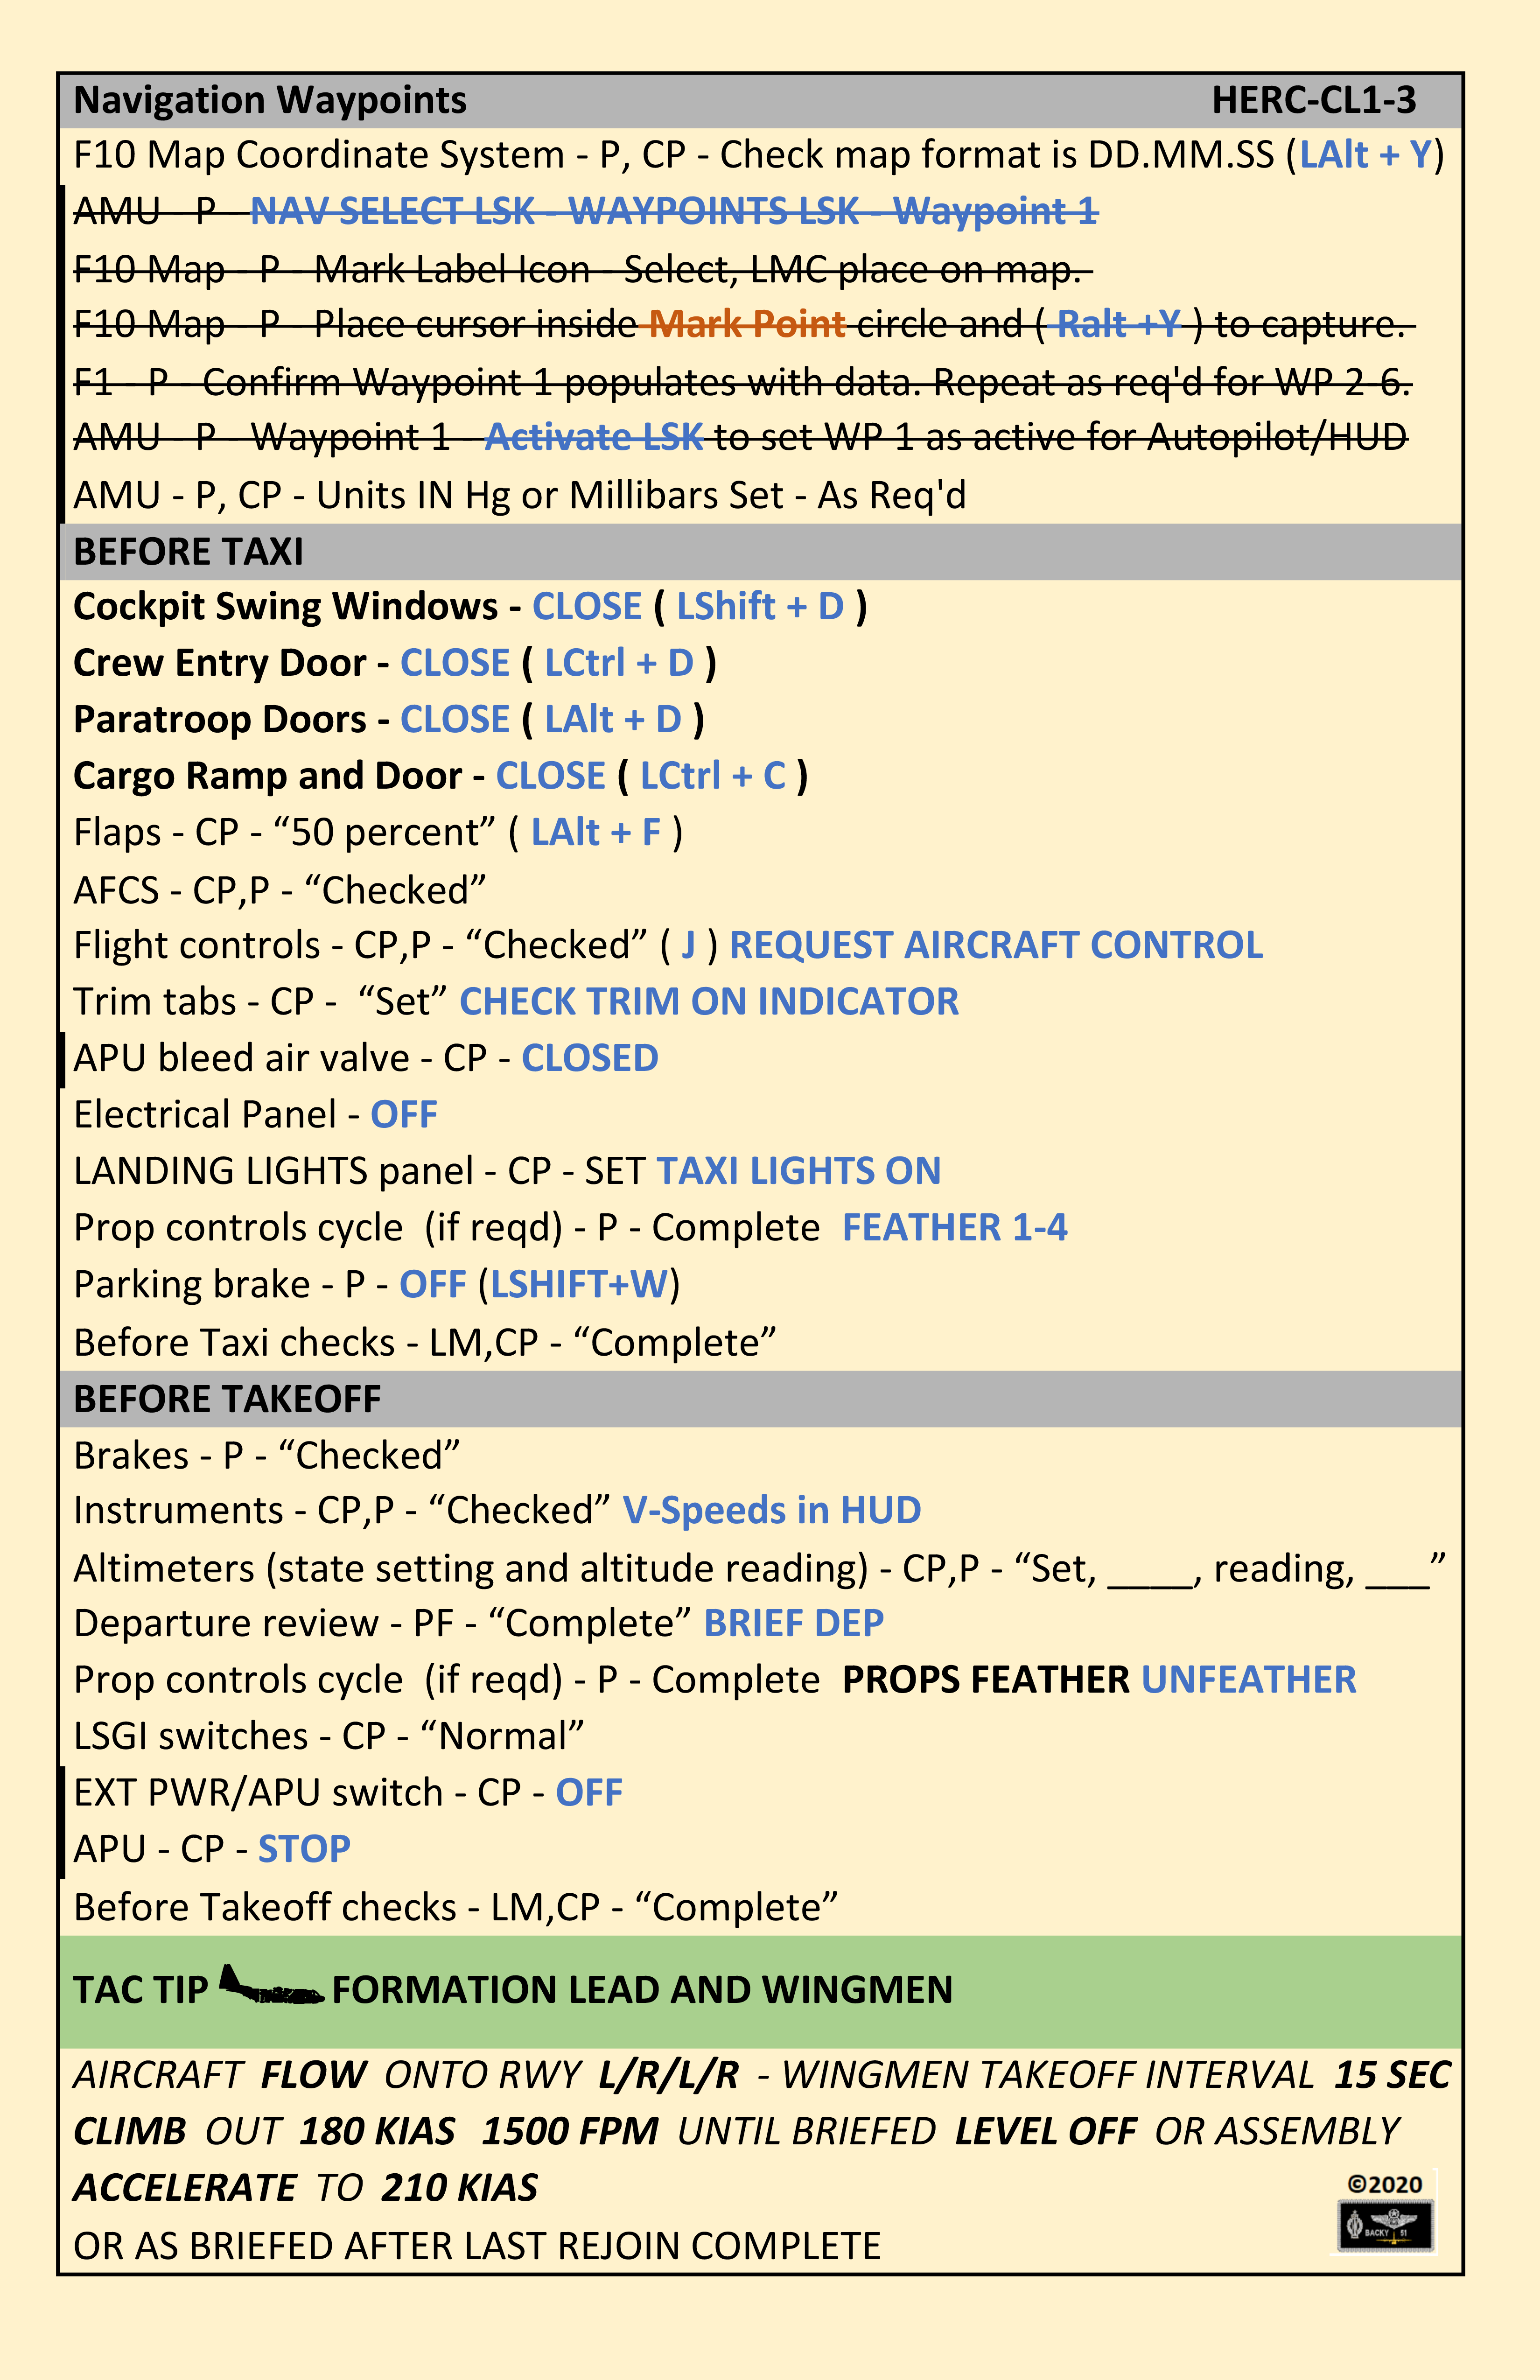 Navigation Waypoints HERC-CL1-3
F10 Map Coordinate System - P, CP - Check map format is DD.MM.SS (LAlt + Y)
AMU - P - NAV SELECT LSK - WAYPOINTS LSK - Waypoint 1
F10 Map - P - Mark Label Icon - Select, LMC place on map.
F10 Map - P - Place cursor inside Mark Point circle and ( Ralt +Y ) to capture.
F1 - P - Confirm Waypoint 1 populates with data. Repeat as req'd for WP 2-6.
AMU - P - Waypoint 1 - Activate LSK to set WP 1 as active for Autopilot/HUD
AMU - P, CP - Units IN Hg or Millibars Set - As Req'd
BEFORE TAXI
Cockpit Swing Windows - CLOSE ( LShift + D )
Crew Entry Door - CLOSE ( LCtrl + D )
Paratroop Doors - CLOSE ( LAlt + D )
Cargo Ramp and Door - CLOSE ( LCtrl + C )
Flaps - CP - “50 percent” ( LAlt + F )
AFCS - CP,P - “Checked”
Flight controls - CP,P - “Checked” ( J ) REQUEST AIRCRAFT CONTROL
Trim tabs - CP - “Set” CHECK TRIM ON INDICATOR
APU bleed air valve - CP - CLOSED
Electrical Panel - OFF
LANDING LIGHTS panel - CP - SET TAXI LIGHTS ON
Prop controls cycle (if reqd) - P - Complete FEATHER 1-4
Parking brake - P - OFF (LSHIFT+W)
Before Taxi checks - LM,CP - “Complete”
BEFORE TAKEOFF
Brakes - P - “Checked”
Instruments - CP,P - “Checked” V-Speeds in HUD
Altimeters (state setting and altitude reading) - CP,P - “Set, ____, reading, ___”
Departure review - PF - “Complete” BRIEF DEP
Prop controls cycle (if reqd) - P - Complete PROPS FEATHER UNFEATHER
LSGI switches - CP - “Normal”
EXT PWR/APU switch - CP - OFF
APU - CP - STOP
Before Takeoff checks - LM,CP - “Complete”
TAC TIP FORMATION LEAD AND WINGMEN
AIRCRAFT FLOW ONTO RWY L/R/L/R - WINGMEN TAKEOFF INTERVAL 15 SEC
CLIMB OUT 180 KIAS 1500 FPM UNTIL BRIEFED LEVEL OFF OR ASSEMBLY
ACCELERATE TO 210 KIAS
OR AS BRIEFED AFTER LAST REJOIN COMPLETE
©2020
BACKY 51